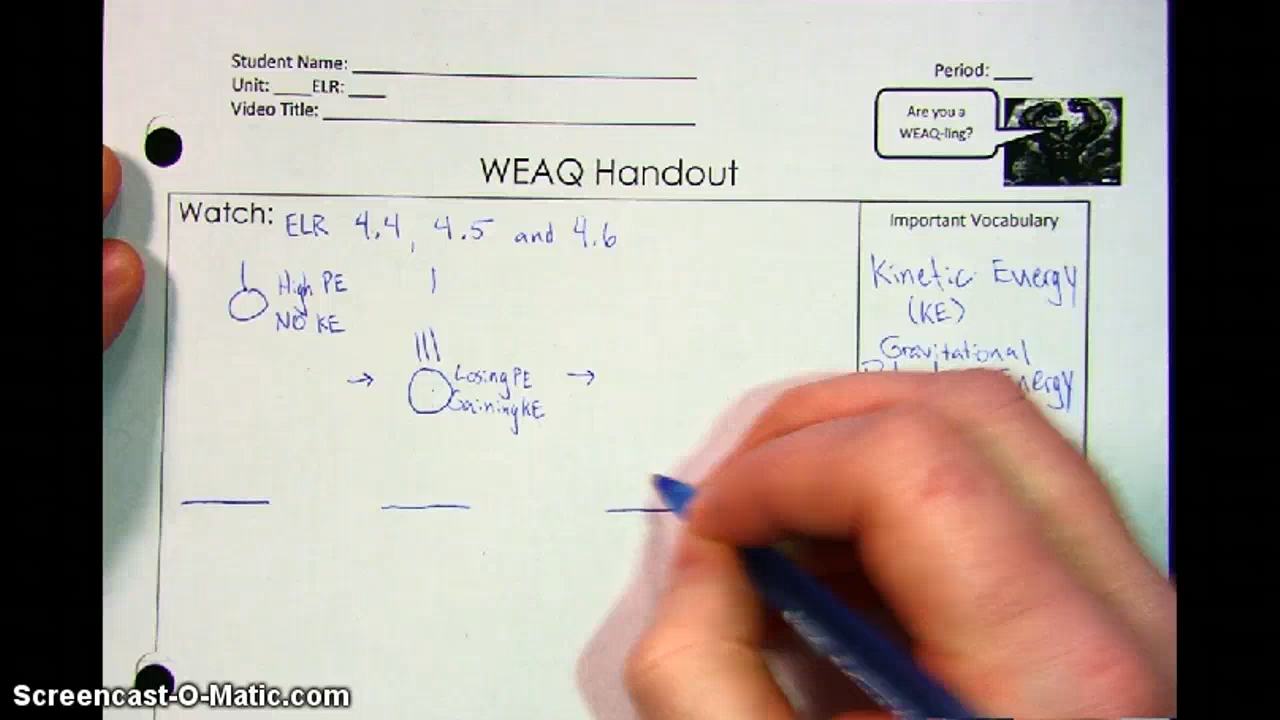 Student Name:
Period:
Unit: ELR:
Video Title:
Are you a
WEAQ-ling?
WEAQ Handout
Watch: ELR 4.4, 4.5 and 4.6
Important Vocabulary
High PE
NO KE
Losing PE
Gaining KE
Kinetic Energy
(KE)
Gravitational
Energy
Screencast-O-Matic.com